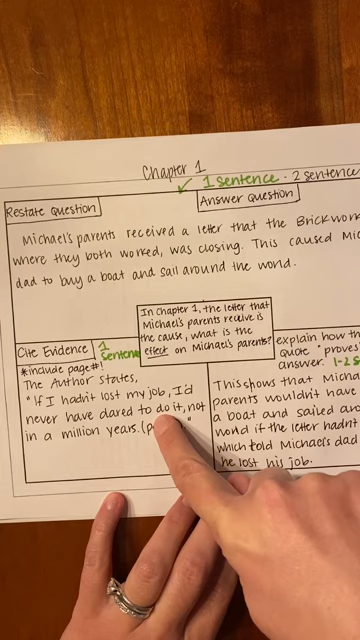 Chapter 1
1 sentence - 2 sentence
Restate Question
Answer Question
Michael's parents received a letter that the Brickwork
where they both worked, was closing. This caused Mic
dad to buy a boat and sail around the world.
In chapter 1, the letter that
Michael's parents receive is
the cause, what is the
effect on Michael's parents?
Cite Evidence
1 sentence
*include page#!
The Author states,
"If I hadn't lost my job, I'd
never have dared to do it, not
in a million years.(p
"
explain how th
quote "proves
answer. 1-2 s
This shows that Micha
parents wouldn't have
a boat and sailed aro
world if the letter hadn't
which told Michael's dad
he lost his job.